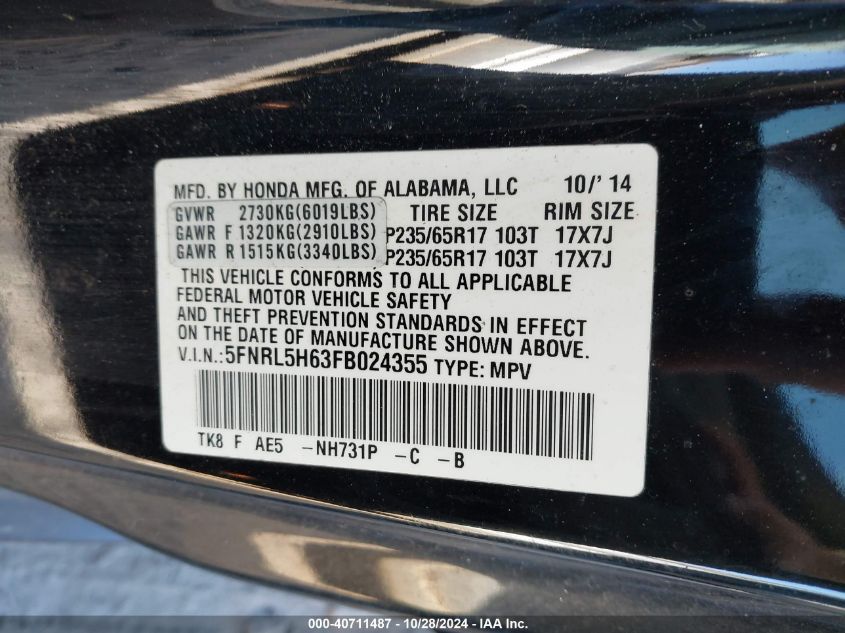 MFD. BY HONDA MFG. OF ALABAMA, LLC 10/' 14
GVWR 2730KG(6019LBS) TIRE SIZE RIM SIZE
GAWR F 1320KG(2910LBS) P235/65R17 103T 17X7J
GAWR R 1515KG(3340LBS) P235/65R17 103T 17X7J
THIS VEHICLE CONFORMS TO ALL APPLICABLE
FEDERAL MOTOR VEHICLE SAFETY
AND THEFT PREVENTION STANDARDS IN EFFECT
ON THE DATE OF MANUFACTURE SHOWN ABOVE.
V.I.N.: 5FNRL5H63FB024355 TYPE: MPV
TK8 F AE5 -NH731P -C -B
000-40711487 - 10/28/2024 - IAAI.com